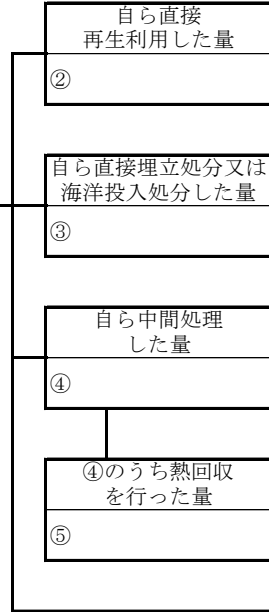 自ら直接
再生利用した量
②
自ら直接埋立処分又は
海洋投入処分した量
③
自ら中間処理
した量
④
④のうち熱回収
を行った量
⑤